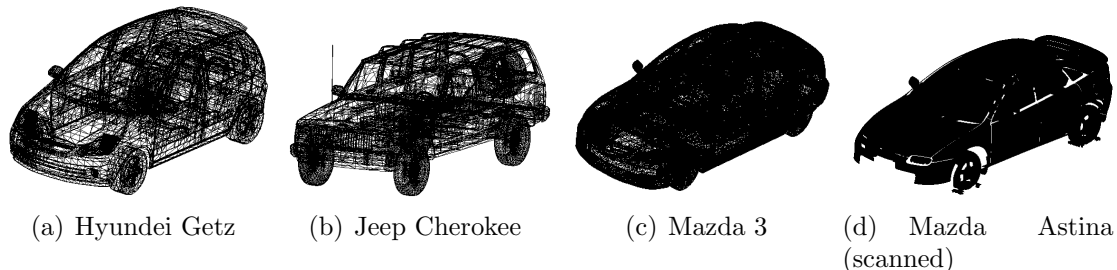 (a) Hyundei Getz
(b) Jeep Cherokee
(c) Mazda 3
(d) Mazda Astina
(scanned)